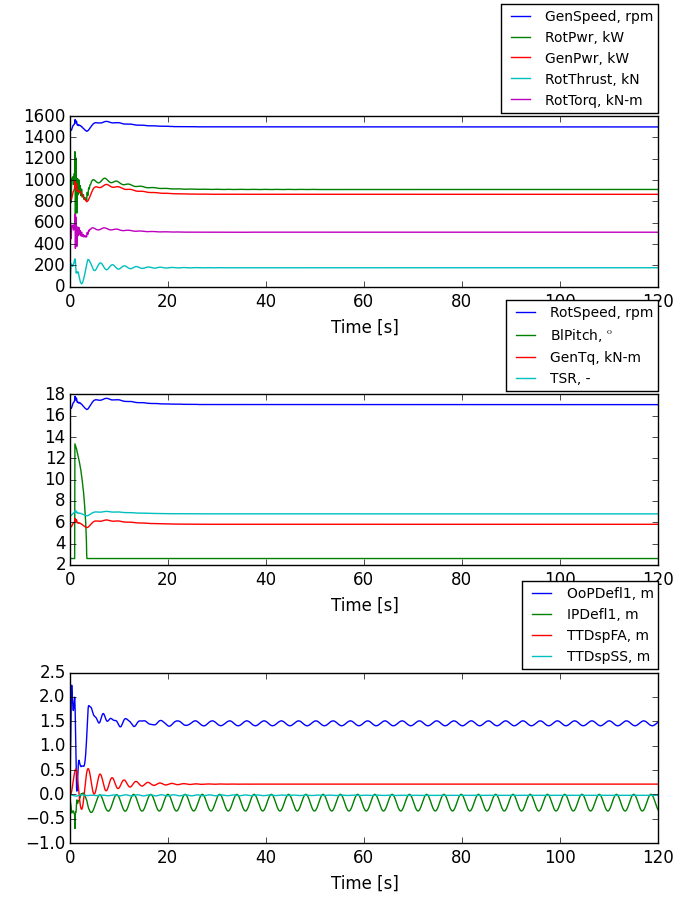 GenSpeed, rpm
RotPwr, kW
GenPwr, kW
RotThrust, kN
RotTorq, kN-m
1600
1400
1200
1000
800
600
400
200
0
0 20 40 60 80 100 120
Time [s]
RotSpeed, rpm
BlPitch, °
GenTq, kN-m
TSR, -
18
16
14
12
10
8
6
4
2
0 20 40 60 80 100 120
Time [s]
OoPDefl1, m
IPDefl1, m
TTDspFA, m
TTDspSS, m
2.5
2.0
1.5
1.0
0.5
0.0
−0.5
−1.0
0 20 40 60 80 100 120
Time [s]